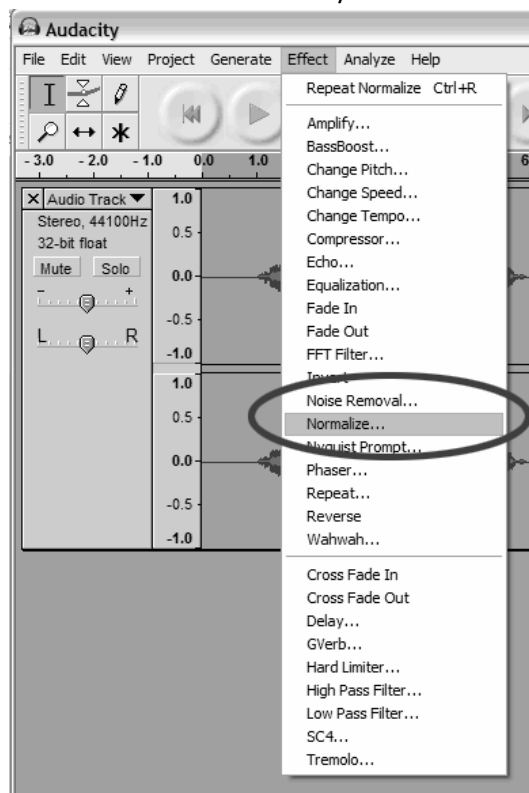 Audacity
File Edit View Project Generate Effect Analyze Help
Repeat Normalize Ctrl+R
Amplify...
BassBoost...
Change Pitch...
Change Speed...
Change Tempo...
Compressor...
Echo...
Equalization...
Fade In
Fade Out
FFT Filter...
Invert
Noise Removal...
Normalize...
Nyquist Prompt...
Phaser...
Repeat...
Reverse
Wahwah...
Cross Fade In
Cross Fade Out
Delay...
GVerb...
Hard Limiter...
High Pass Filter...
Low Pass Filter...
SC4...
Tremolo...
- 3.0 - 2.0 - 1.0 0.0 1.0 6
X Audio Track
Stereo, 44100Hz
32-bit float
Mute Solo
- +
L R
1.0
0.5
0.0
-0.5
-1.0
1.0
0.5
0.0
-0.5
-1.0